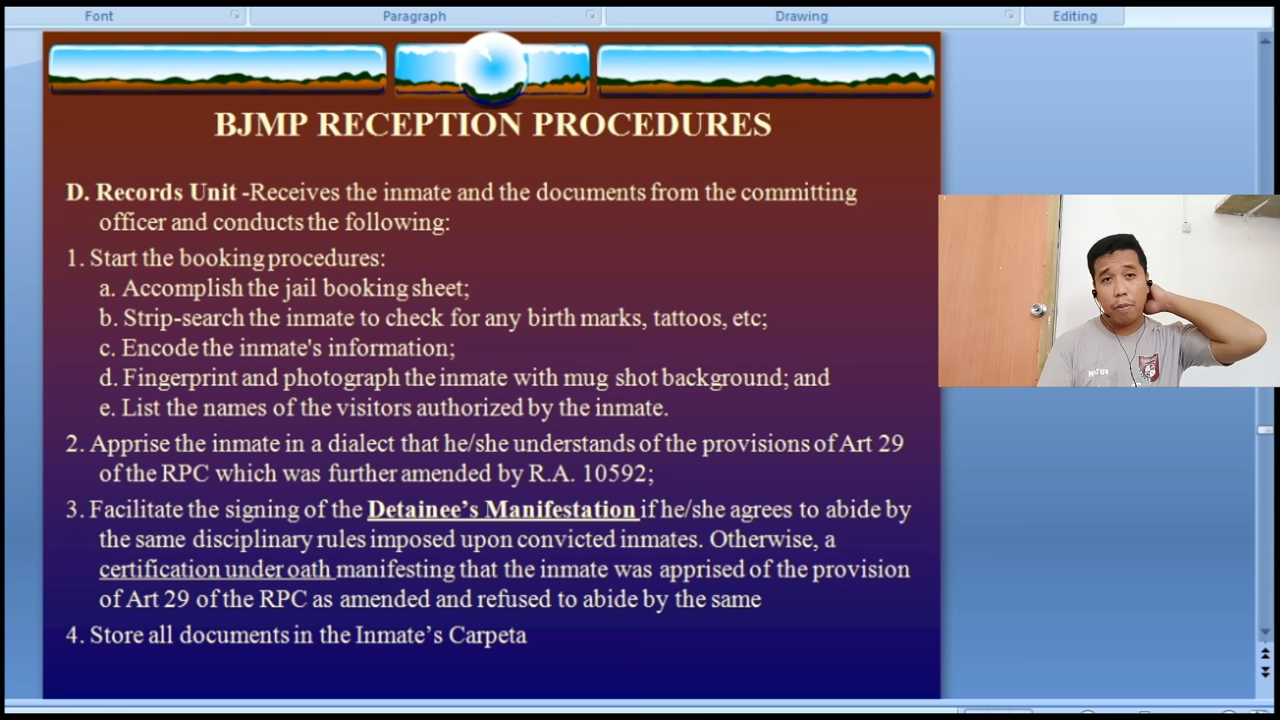 Font
Paragraph
Drawing
Editing
BJMP RECEPTION PROCEDURES
D. Records Unit -Receives the inmate and the documents from the committing
officer and conducts the following:
1. Start the booking procedures:
a. Accomplish the jail booking sheet;
b. Strip-search the inmate to check for any birth marks, tattoos, etc;
c. Encode the inmate's information;
d. Fingerprint and photograph the inmate with mug shot background; and
e. List the names of the visitors authorized by the inmate.
2. Apprise the inmate in a dialect that he/she understands of the provisions of Art 29
of the RPC which was further amended by R.A. 10592;
3. Facilitate the signing of the Detainee’s Manifestation if he/she agrees to abide by
the same disciplinary rules imposed upon convicted inmates. Otherwise, a
certification under oath manifesting that the inmate was apprised of the provision
of Art 29 of the RPC as amended and refused to abide by the same
4. Store all documents in the Inmate’s Carpeta